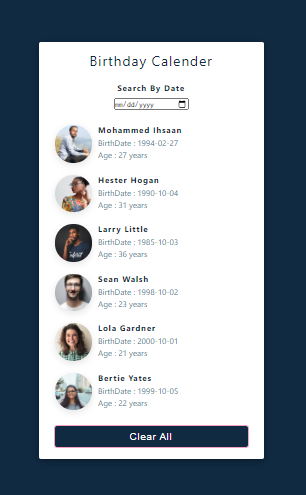 Birthday Calender
Search By Date
mm/dd/yyyy
Mohammed Ihsaan
BirthDate : 1994-02-27
Age : 27 years
Hester Hogan
BirthDate : 1990-10-04
Age : 31 years
Larry Little
BirthDate : 1985-10-03
Age : 36 years
Sean Walsh
BirthDate : 1998-10-02
Age : 23 years
Lola Gardner
BirthDate : 2000-10-01
Age : 21 years
Bertie Yates
BirthDate : 1999-10-05
Age : 22 years
Clear All